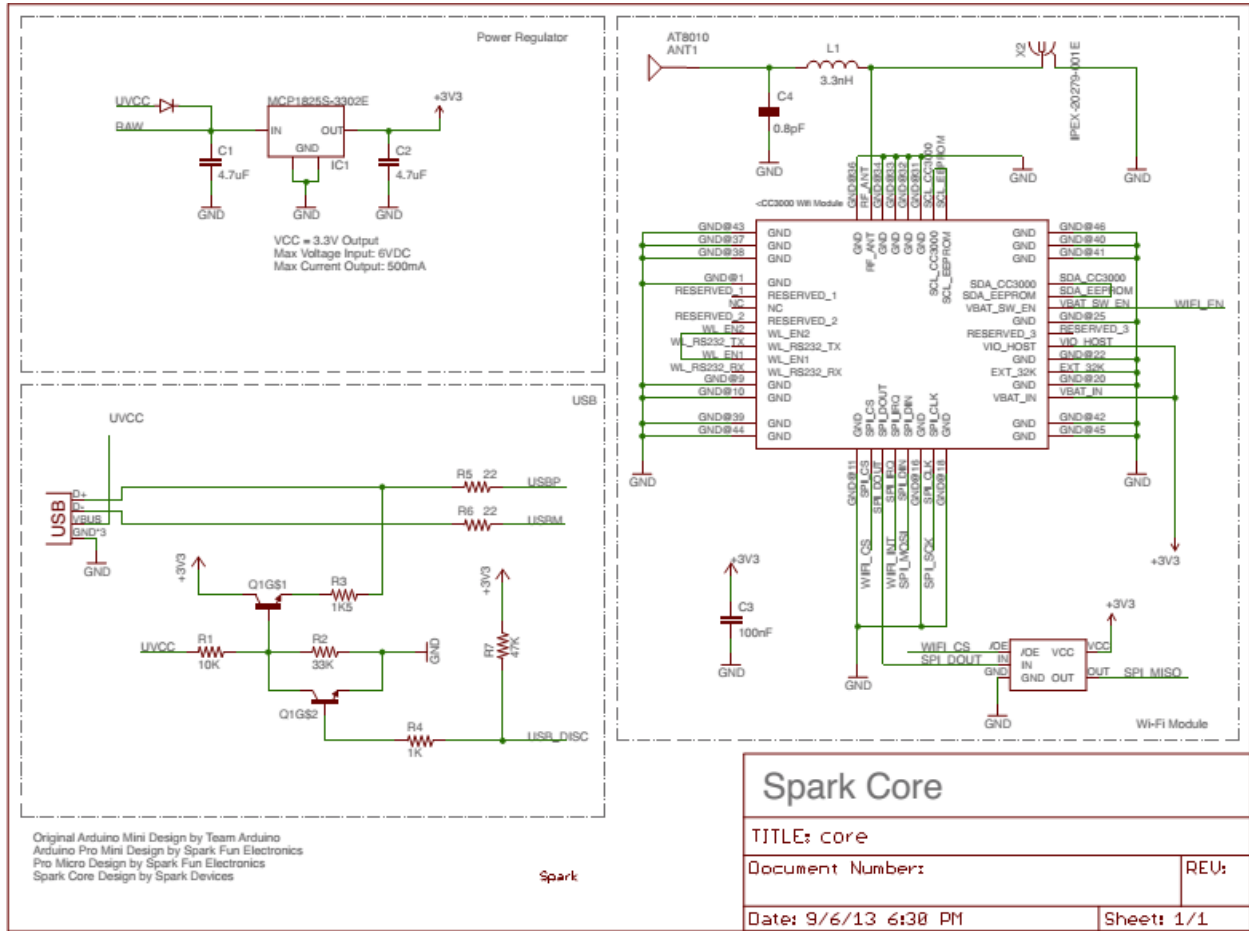 Power Regulator
UVCC
RAW
MCP1825S-3302E
IN
OUT
GND
IC1
+3V3
C1
4.7uF
C2
4.7uF
GND
GND
GND
VCC = 3.3V Output
Max Voltage Input: 6VDC
Max Current Output: 500mA
USB
UVCC
USB
D+
D-
VBUS
GND*3
GND
R5 22
USBP
R6 22
USBM
+3V3
Q1G$1
R3
1K5
+3V3
UVCC
R1
10K
R2
33K
GND
R7
47K
Q1G$2
R4
1K
USB_DISC
AT8010
ANT1
L1
3.3nH
X2
IPEX-20279-001E
C4
0.8pF
GND
GND
GND
<CC3000 Wifi Module
GND@36
RF_ANT
GND@34
GND@33
GND@32
GND@31
SCL_CC3000
SCL_EEPROM
GND
RF_ANT
GND
GND
GND
GND
SCL_CC3000
SCL_EEPROM
GND@43
GND@37
GND@38
GND@1
RESERVED_1
NC
RESERVED_2
WL_EN2
WL_RS232_TX
WL_EN1
WL_RS232_RX
GND@9
GND@10
GND@39
GND@44
GND
GND
GND
GND
GND
RESERVED_1
NC
RESERVED_2
WL_EN2
WL_RS232_TX
WL_EN1
WL_RS232_RX
GND
GND
GND
GND
GND
GND
GND
SDA_CC3000
SDA_EEPROM
VBAT_SW_EN
GND
RESERVED_3
VIO_HOST
GND
EXT_32K
GND
VBAT_IN
GND
GND
GND@46
GND@40
GND@41
SDA_CC3000
SDA_EEPROM
VBAT_SW_EN
WIFI_EN
GND@25
RESERVED_3
VIO_HOST
GND@22
EXT_32K
GND@20
VBAT_IN
GND@42
GND@45
GND
+3V3
GND
SPI_CS
SPI_DOUT
SPI_IRQ
SPI_DIN
GND
SPI_CLK
GND
GND@11
SPI_CS
SPI_DOUT
SPI_IRQ
SPI_DIN
GND@16
SPI_CLK
GND@18
WIFI_CS
WIFI_INT
SPI_MOSI
SPI_SCK
+3V3
C3
100nF
GND
GND
+3V3
WIFI_CS
SPI_DOUT
/OE
IN
GND
/OE
IN
GND
VCC
OUT
VCC
OUT
SPI_MISO
GND
Wi-Fi Module
Original Arduino Mini Design by Team Arduino
Arduino Pro Mini Design by Spark Fun Electronics
Pro Micro Design by Spark Fun Electronics
Spark Core Design by Spark Devices
Spark
Spark Core
TITLE: core
Document Number:
REV:
Date: 9/6/13 6:30 PM
Sheet: 1/1